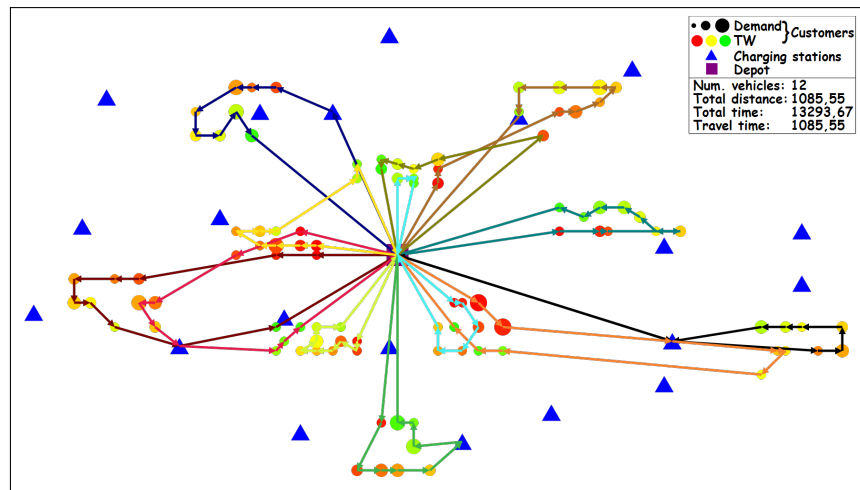 Demand
TW
Customers
Charging stations
Depot
Num. vehicles: 12
Total distance: 1085,55
Total time: 13293,67
Travel time: 1085,55